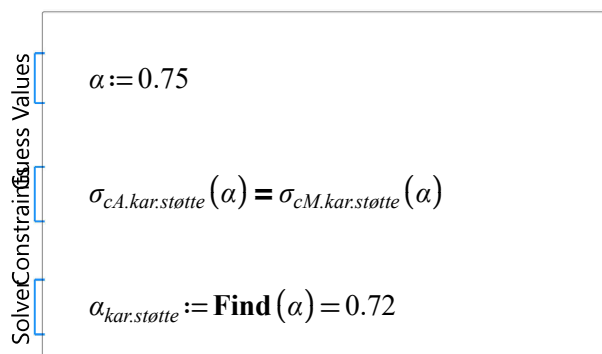 Guess Values
α:=0.75
Constraints
σcA.kar.støtte(α)=σcM.kar.støtte(α)
Solver
αkar.støtte:=Find(α)=0.72